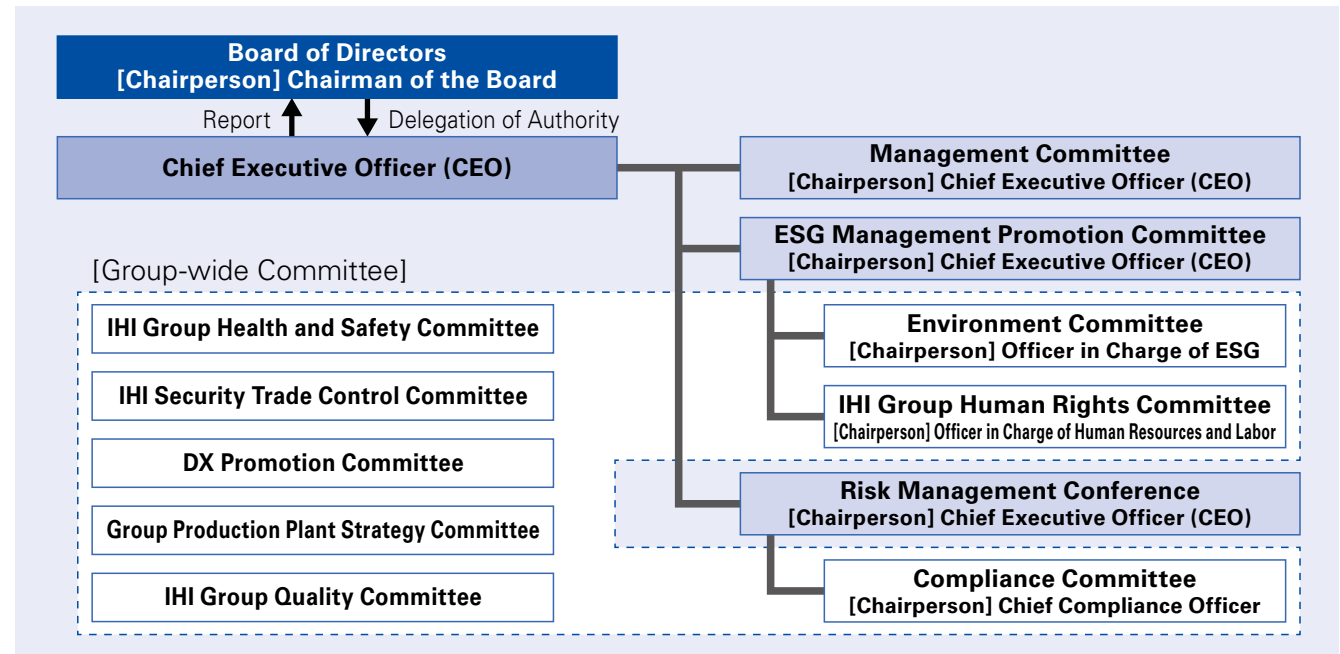 Board of Directors
[Chairperson] Chairman of the Board
Report
Delegation of Authority
Chief Executive Officer (CEO)
Management Committee
[Chairperson] Chief Executive Officer (CEO)
ESG Management Promotion Committee
[Chairperson] Chief Executive Officer (CEO)
Environment Committee
[Chairperson] Officer in Charge of ESG
IHI Group Human Rights Committee
[Chairperson] Officer in Charge of Human Resources and Labor
Risk Management Conference
[Chairperson] Chief Executive Officer (CEO)
Compliance Committee
[Chairperson] Chief Compliance Officer
[Group-wide Committee]
IHI Group Health and Safety Committee
IHI Security Trade Control Committee
DX Promotion Committee
Group Production Plant Strategy Committee
IHI Group Quality Committee